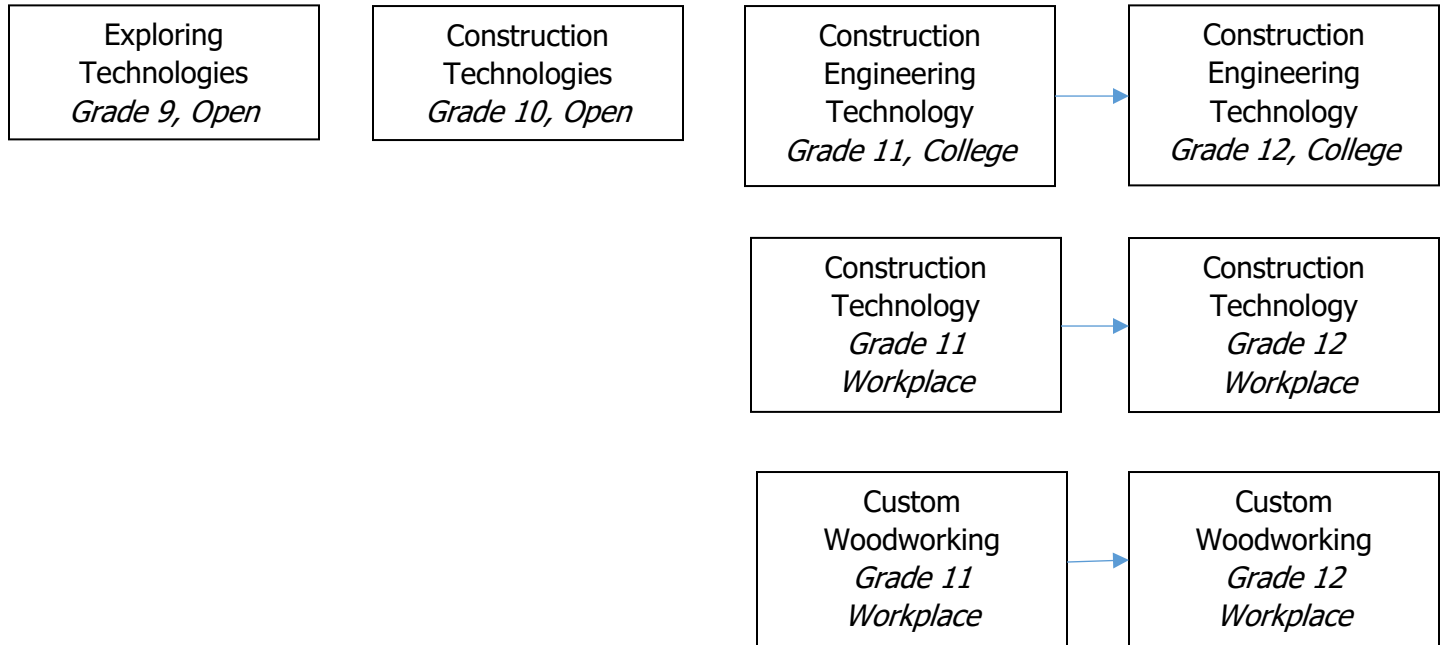 Exploring
Technologies
Grade 9, Open
Construction
Technologies
Grade 10, Open
Construction
Engineering
Technology
Grade 11, College
Construction
Engineering
Technology
Grade 12, College
Construction
Technology
Grade 11
Workplace
Construction
Technology
Grade 12
Workplace
Custom
Woodworking
Grade 11
Workplace
Custom
Woodworking
Grade 12
Workplace